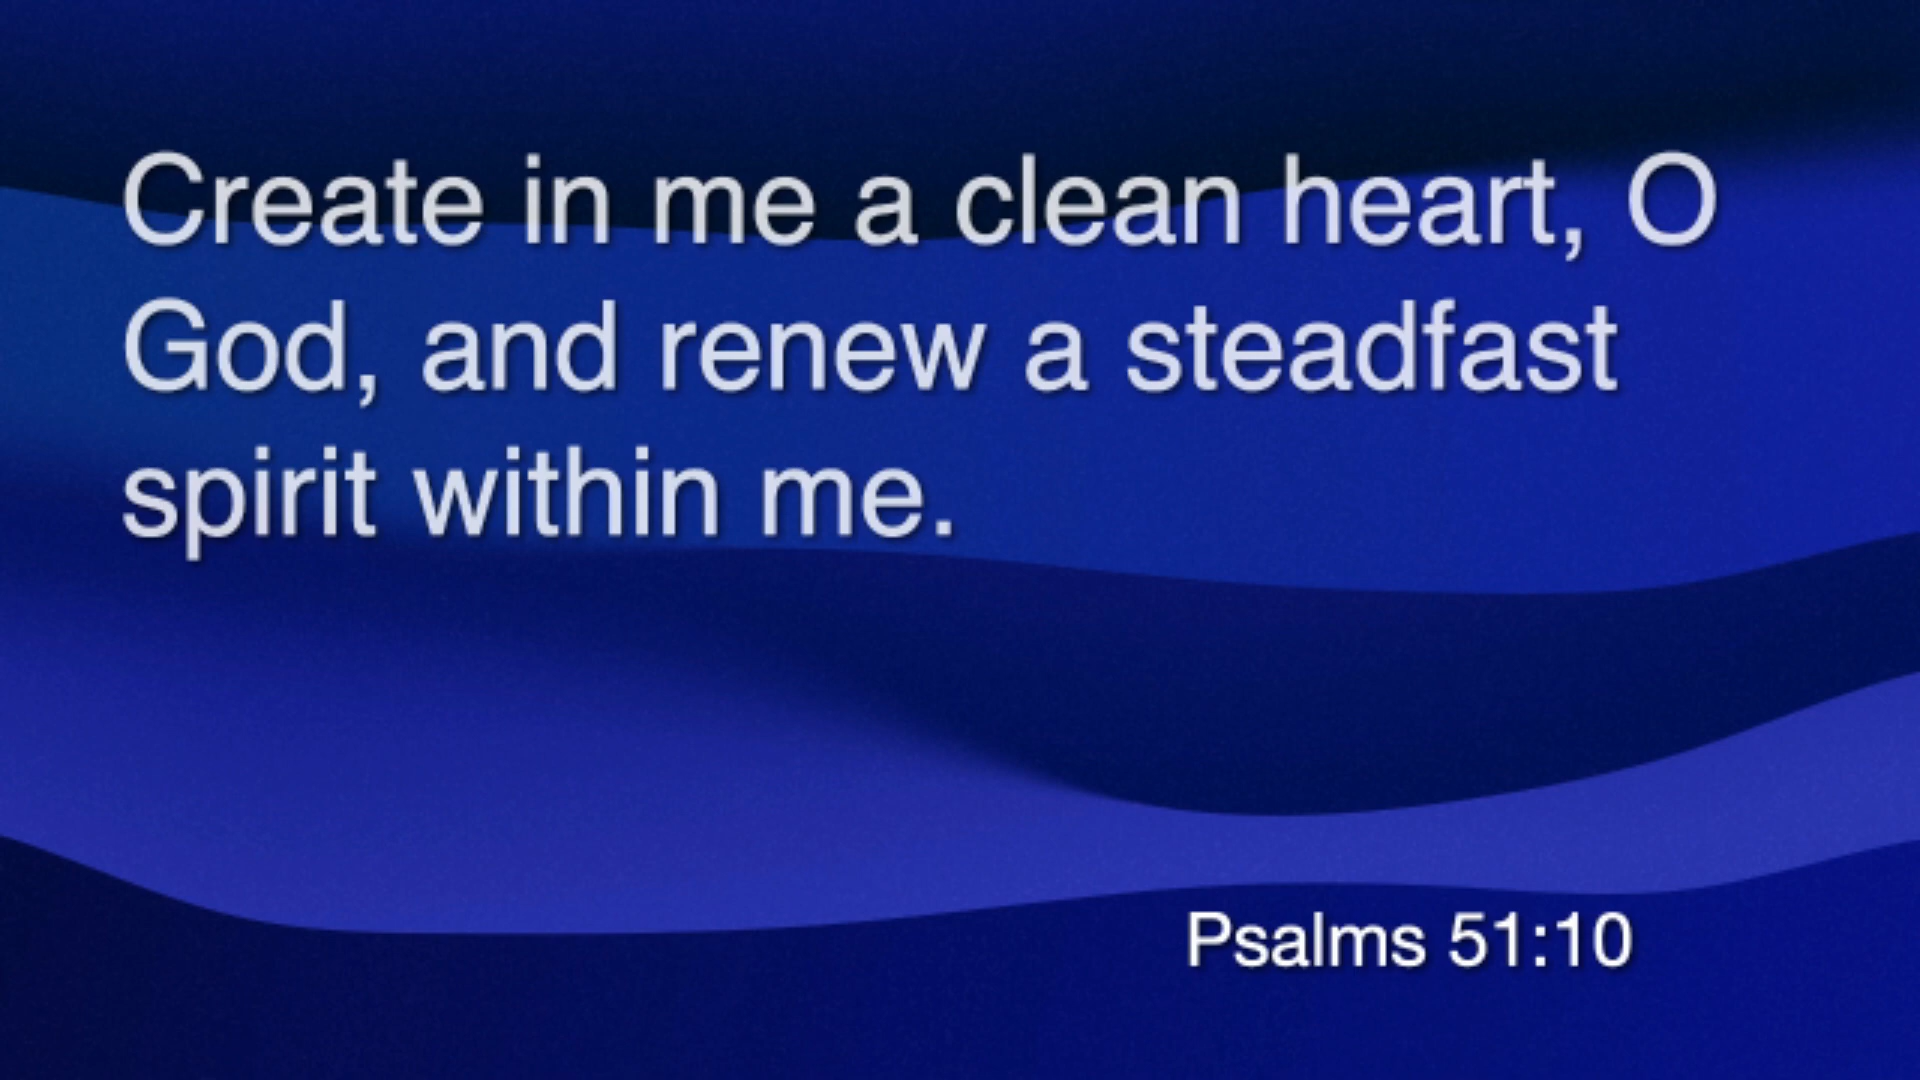 Create in me a clean heart, O
God, and renew a steadfast
spirit within me.
Psalms 51:10